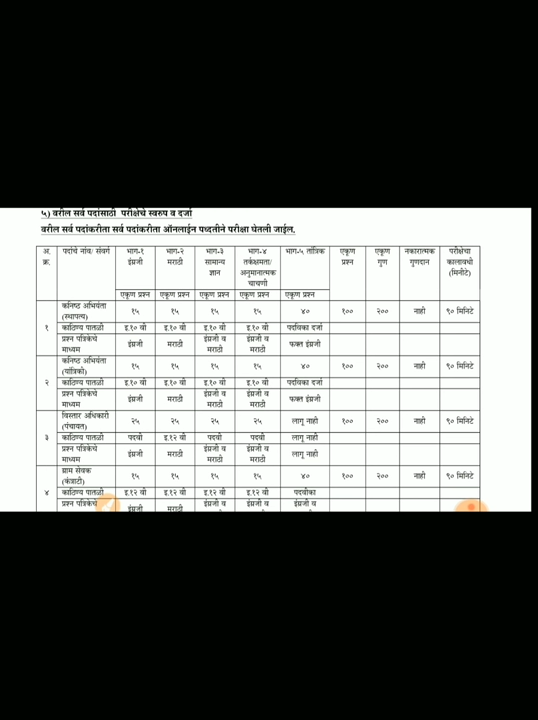 ५) वरील सर्व पदांसाठी परीक्षेचे स्वरुप व दर्जा
वरील सर्व पदांकरीता सर्व पदांकरीता ऑनलाईन पध्दतीने परीक्षा घेतली जाईल.
अ. पदांचे नांव/ संवर्ग भाग-१ भाग-२ भाग-३ भाग-४ भाग-५ तांत्रिक एकूण एकूण नकारात्मक परीक्षेचा
क्र. इंग्रजी मराठी सामान्य तर्कक्षमता/ प्रश्न गुण गुणदान कालावधी
ज्ञान अनुमानात्मक (मिनीटे)
चाचणी
एकूण प्रश्न एकूण प्रश्न एकूण प्रश्न एकूण प्रश्न एकूण प्रश्न
१ कनिष्ठ अभियंता १५ १५ १५ १५ ४० १०० २०० नाही ९० मिनिटे
(स्थापत्य)
काठिण्य पातळी इ.१० वी इ.१० वी इ.१० वी इ.१० वी पदविका दर्जा
प्रश्न पत्रिकेचे इंग्रजी मराठी इंग्रजी व इंग्रजी व फक्त इंग्रजी
माध्यम मराठी मराठी
२ कनिष्ठ अभियंता १५ १५ १५ १५ ४० १०० २०० नाही ९० मिनिटे
(यांत्रिकी)
काठिण्य पातळी इ.१० वी इ.१० वी इ.१० वी इ.१० वी पदविका दर्जा
प्रश्न पत्रिकेचे इंग्रजी मराठी इंग्रजी व इंग्रजी व फक्त इंग्रजी
माध्यम मराठी मराठी
३ विस्तार अधिकारी २५ २५ २५ २५ लागू नाही १०० २०० नाही ९० मिनिटे
(पंचायत)
काठिण्य पातळी पदवी इ.१२ वी पदवी पदवी लागू नाही
प्रश्न पत्रिकेचे इंग्रजी मराठी इंग्रजी व इंग्रजी व लागू नाही
माध्यम मराठी मराठी
४ ग्राम सेवक १५ १५ १५ १५ ४० १०० २०० नाही ९० मिनिटे
(कंत्राटी)
काठिण्य पातळी इ.१२ वी इ.१२ वी इ.१२ वी इ.१२ वी पदवीका
प्रश्न पत्रिकेचे इंग्रजी मराठी इंग्रजी व इंग्रजी व इंग्रजी व